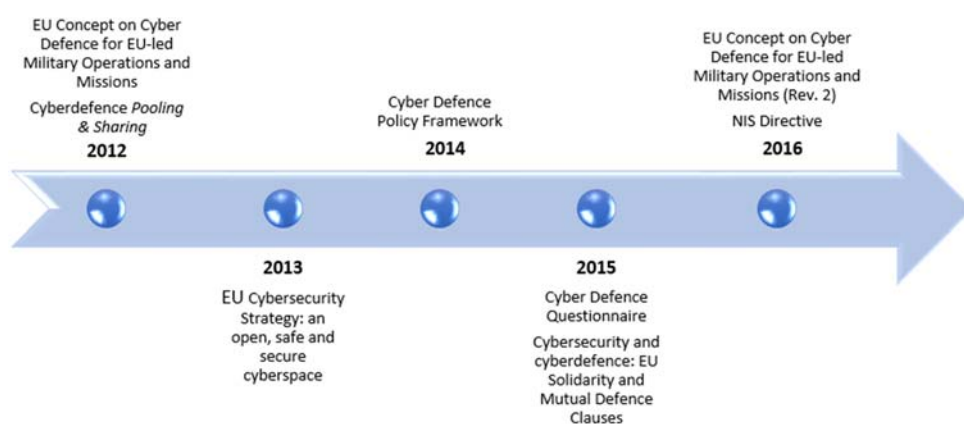 EU Concept on Cyber
Defence for EU-led
Military Operations and
Missions
Cyberdefence Pooling
& Sharing
2012
2013
EU Cybersecurity
Strategy: an
open, safe and
secure
cyberspace
Cyber Defence
Policy Framework
2014
2015
Cyber Defence
Questionnaire
Cybersecurity and
cyberdefence: EU
Solidarity and
Mutual Defence
Clauses
EU Concept on Cyber
Defence for EU-led
Military Operations and
Missions (Rev. 2)
NIS Directive
2016